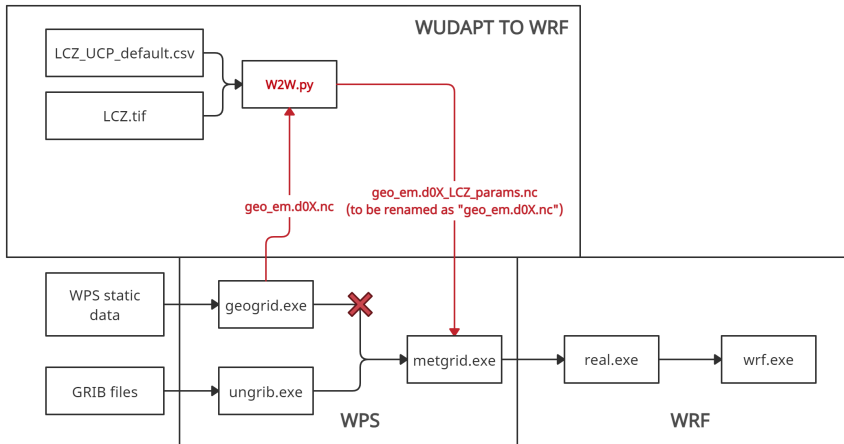 WUDAPT TO WRF
LCZ_UCP_default.csv
W2W.py
LCZ.tif
geo_em.d0X.nc
geo_em.d0X_LCZ_params.nc
(to be renamed as "geo_em.d0X.nc")
WPS static
data
geogrid.exe
metgrid.exe
real.exe
wrf.exe
GRIB files
ungrib.exe
WPS
WRF